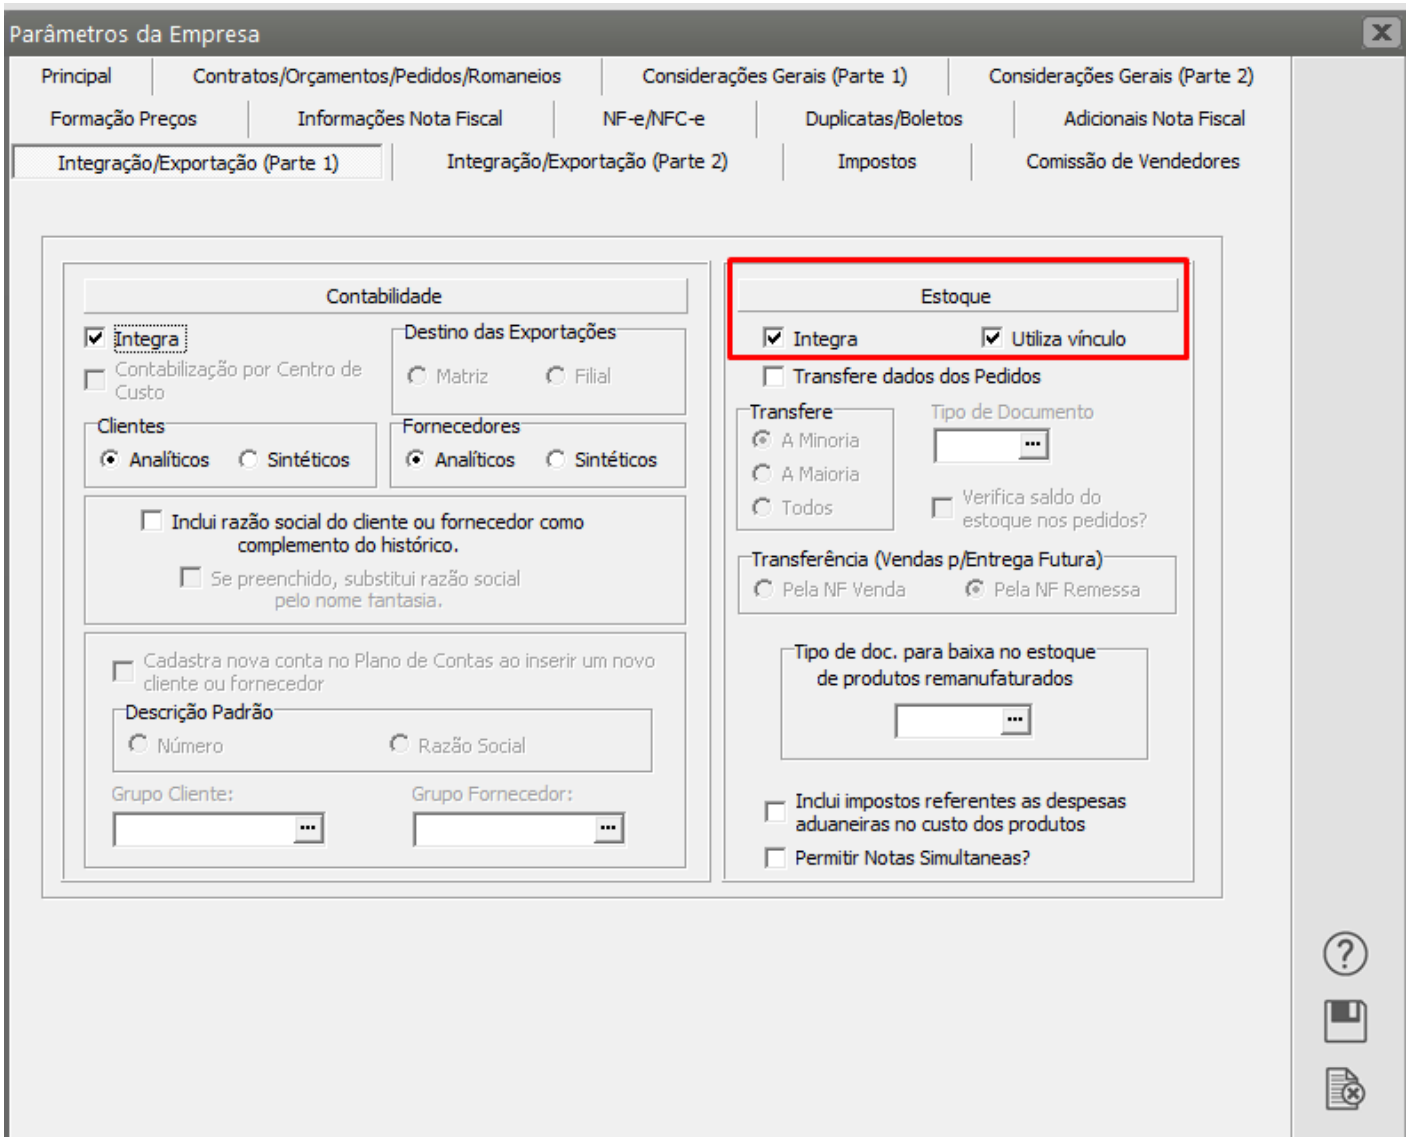 Parâmetros da Empresa
Principal
Contratos/Orçamentos/Pedidos/Romaneios
Considerações Gerais (Parte 1)
Considerações Gerais (Parte 2)
Formação Preços
Informações Nota Fiscal
NF-e/NFC-e
Duplicatas/Boletos
Adicionais Nota Fiscal
Integração/Exportação (Parte 1)
Integração/Exportação (Parte 2)
Impostos
Comissão de Vendedores
Contabilidade
Integra
Contabilização por Centro de
Custo
Destino das Exportações
Matriz
Filial
Clientes
Analíticos
Sintéticos
Fornecedores
Analíticos
Sintéticos
Inclui razão social do cliente ou fornecedor como
complemento do histórico.
Se preenchido, substitui razão social
pelo nome fantasia.
Cadastra nova conta no Plano de Contas ao inserir um novo
cliente ou fornecedor
Descrição Padrão
Número
Razão Social
Grupo Cliente:
...
Grupo Fornecedor:
...
Estoque
Integra
Utiliza vínculo
Transfere dados dos Pedidos
Transfere
A Minoria
A Maioria
Todos
Tipo de Documento
...
Verifica saldo do
estoque nos pedidos?
Transferência (Vendas p/Entrega Futura)
Pela NF Venda
Pela NF Remessa
Tipo de doc. para baixa no estoque
de produtos remanufaturados
...
Inclui impostos referentes as despesas
aduaneiras no custo dos produtos
Permitir Notas Simultaneas?